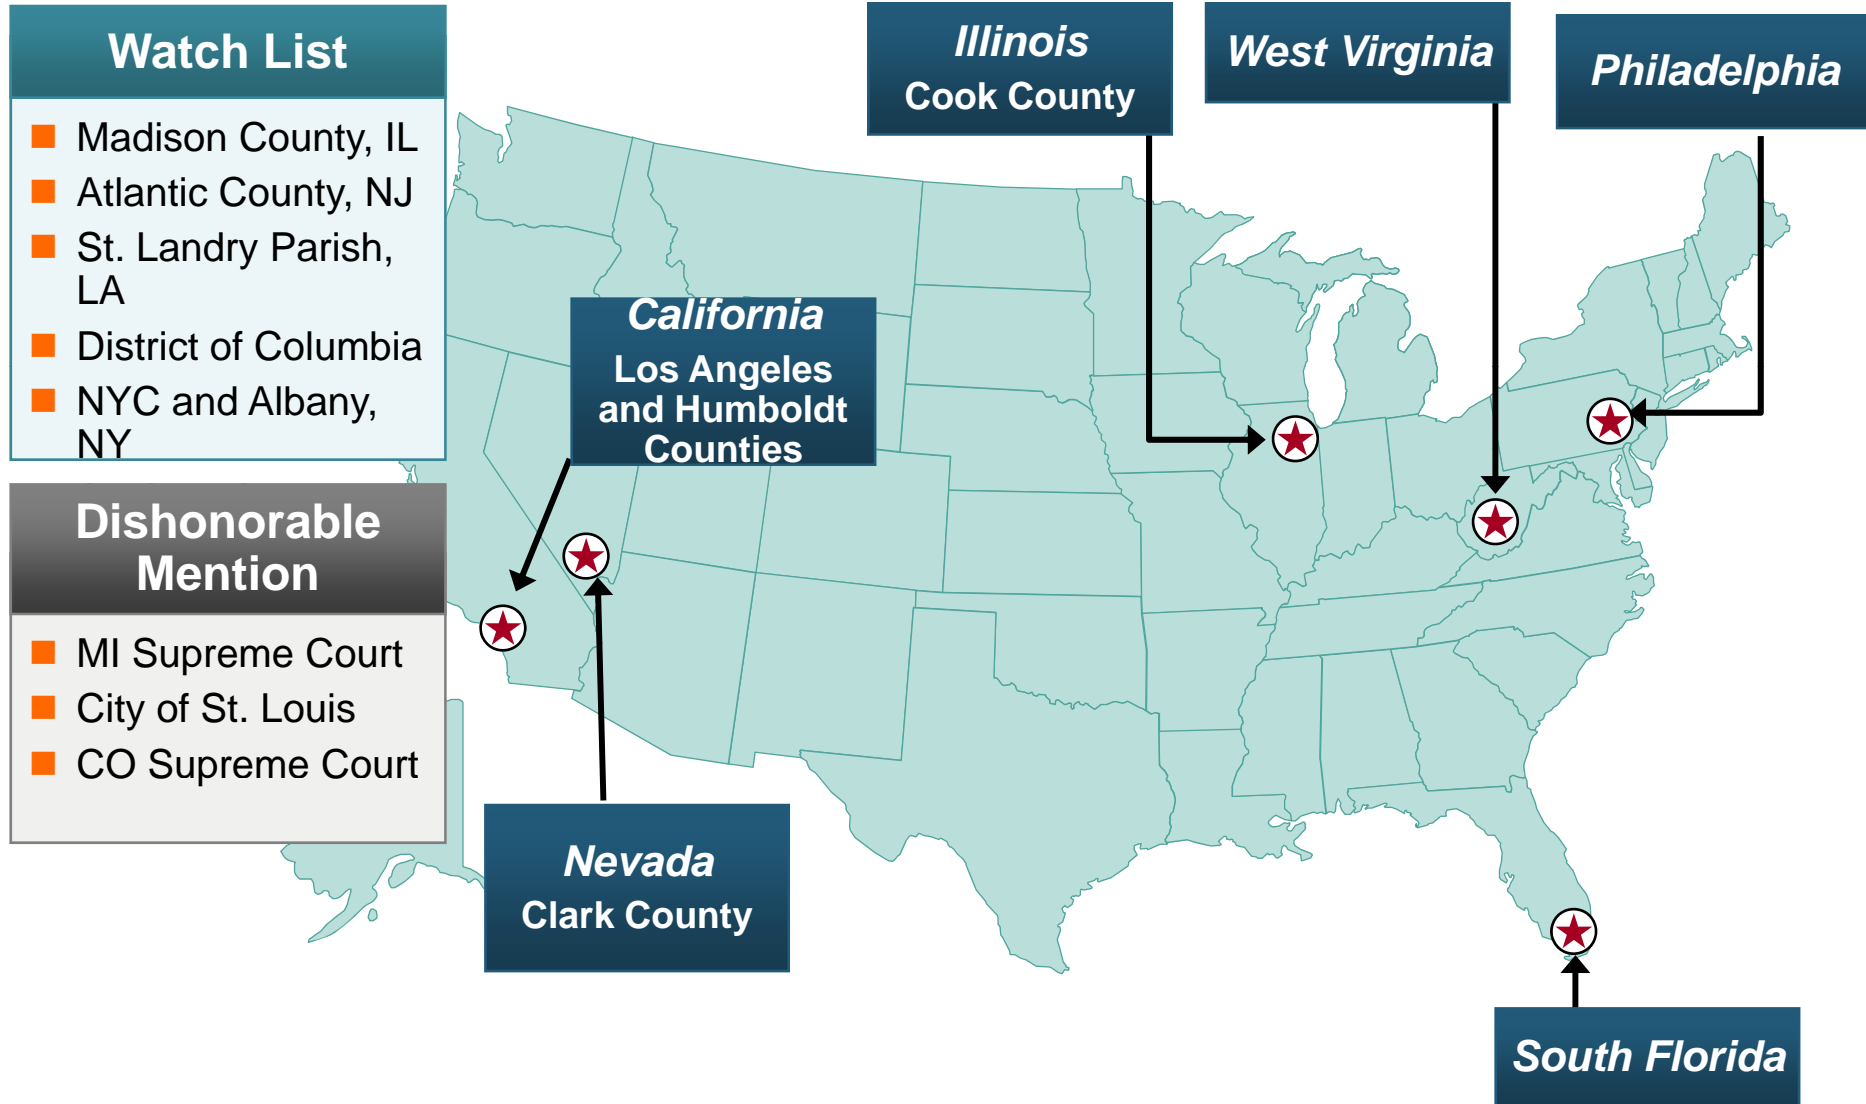 Watch List
Madison County, IL
Atlantic County, NJ
St. Landry Parish,
LA
District of Columbia
NYC and Albany,
NY
Dishonorable
Mention
MI Supreme Court
City of St. Louis
CO Supreme Court
Illinois
Cook County
West Virginia
Philadelphia
California
Los Angeles
and Humboldt
Counties
Nevada
Clark County
South Florida